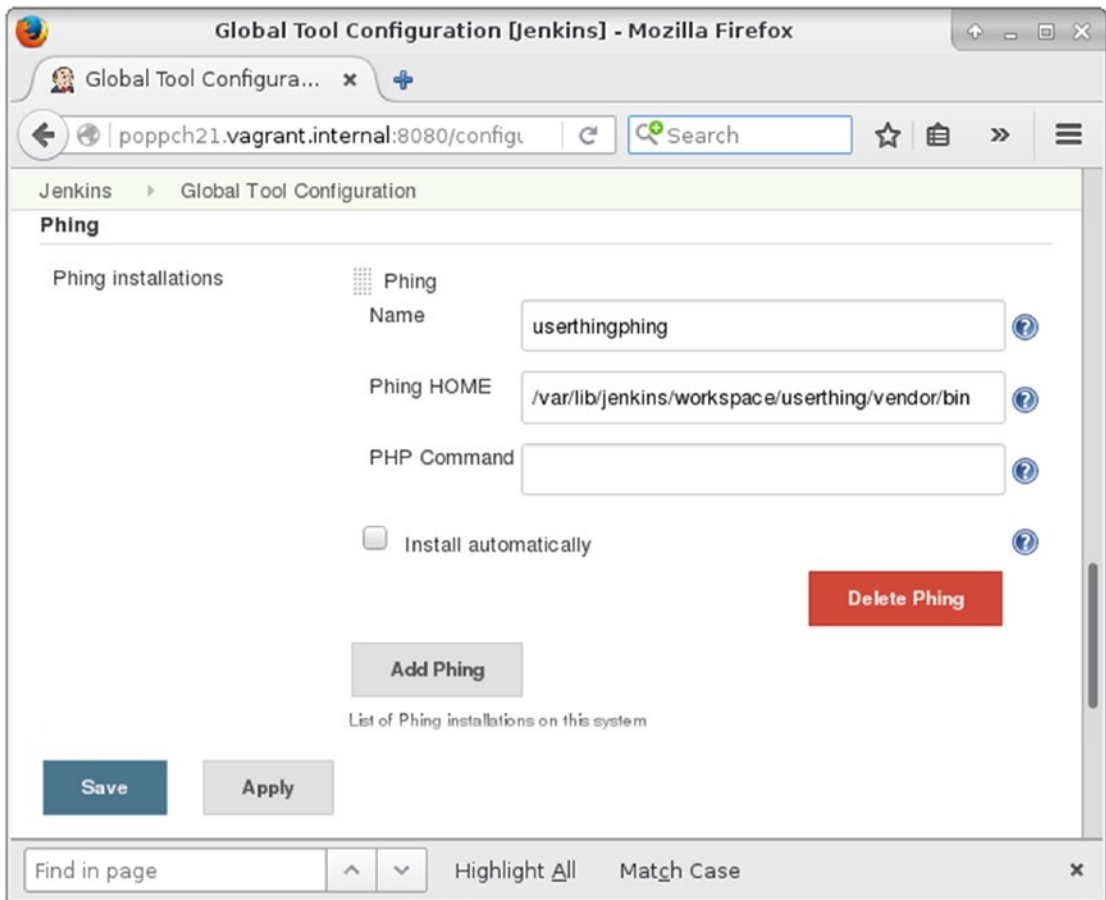 Global Tool Configuration [Jenkins] - Mozilla Firefox
Global Tool Configura...
poppch21.vagrant.internal:8080/configu
Search
Jenkins Global Tool Configuration
Phing
Phing installations
Phing
Name
userthingphing
Phing HOME
/var/lib/jenkins/workspace/userthing/vendor/bin
PHP Command
Install automatically
Delete Phing
Add Phing
List of Phing installations on this system
Save
Apply
Find in page
Highlight All
Match Case